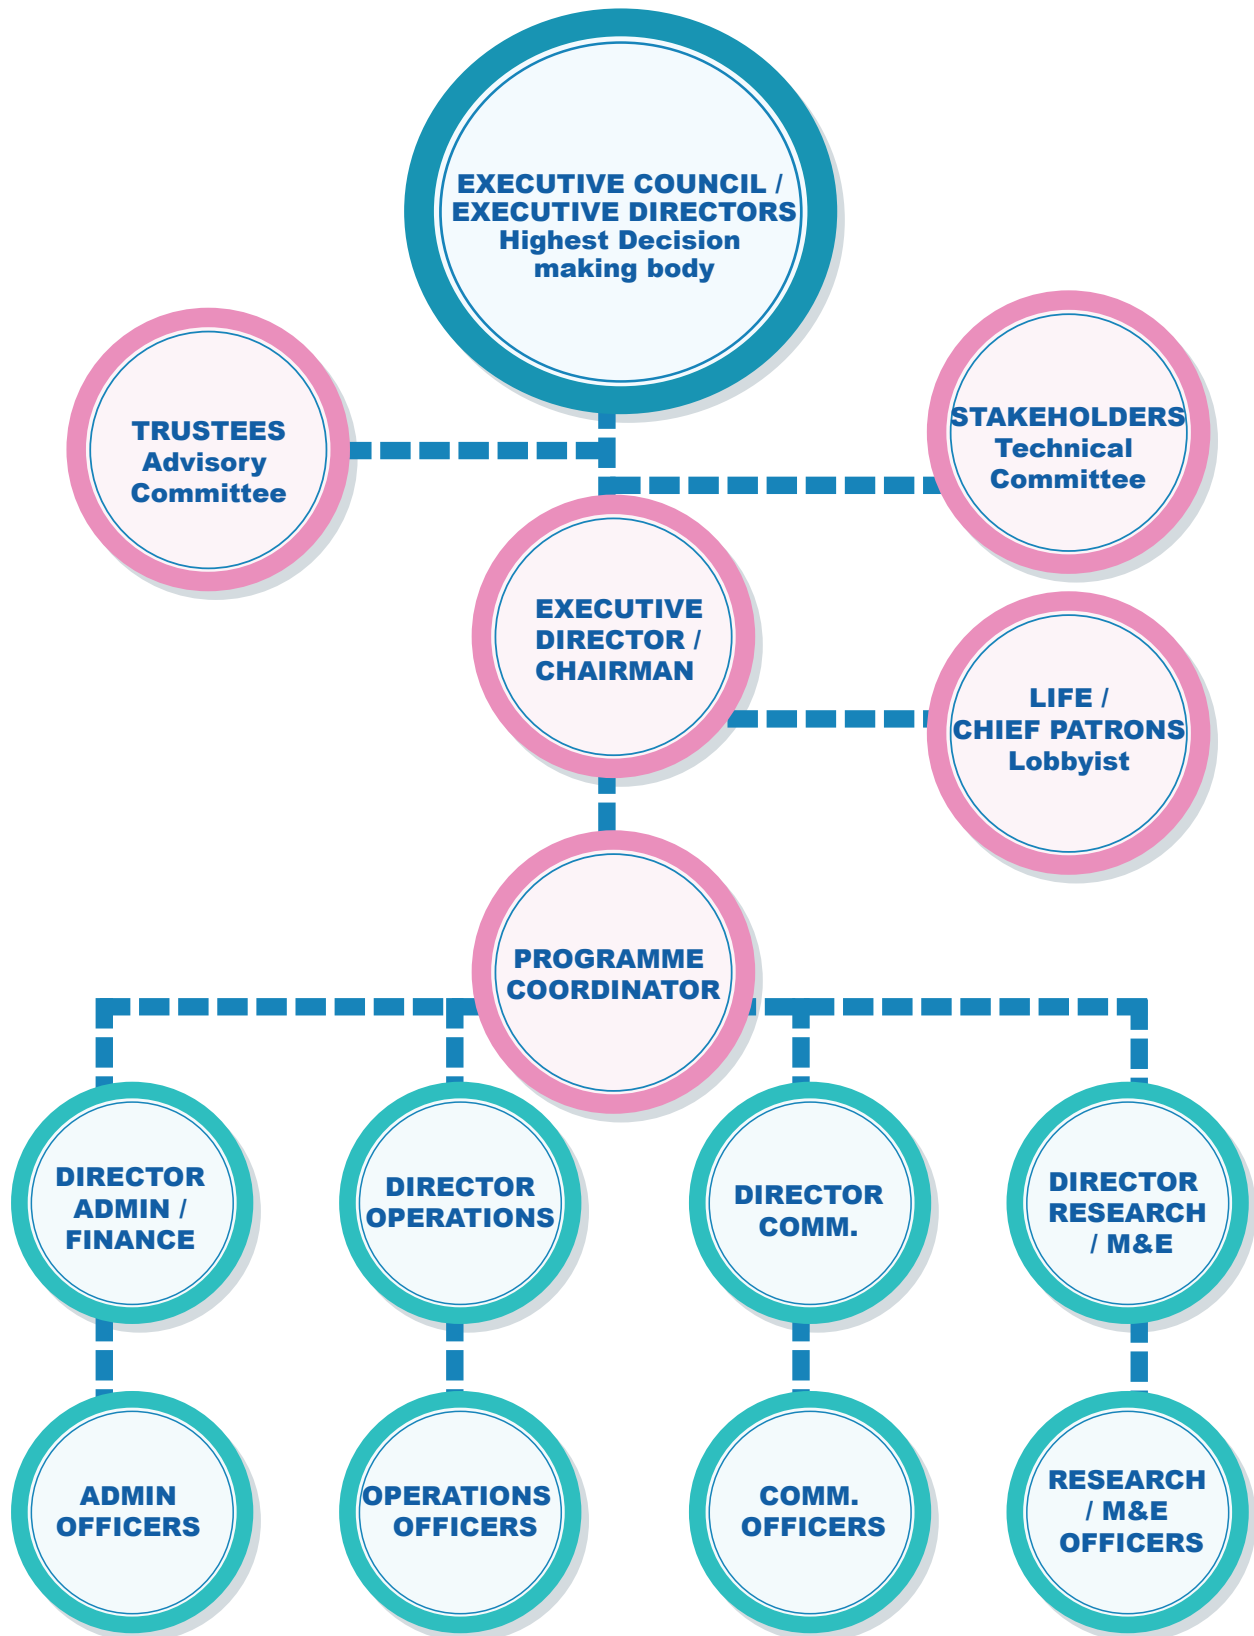 EXECUTIVE COUNCIL /
EXECUTIVE DIRECTORS
Highest Decision
making body
TRUSTEES
Advisory
Committee
STAKEHOLDERS
Technical
Committee
EXECUTIVE
DIRECTOR /
CHAIRMAN
LIFE /
CHIEF PATRONS
Lobbyist
PROGRAMME
COORDINATOR
DIRECTOR
ADMIN /
FINANCE
DIRECTOR
OPERATIONS
DIRECTOR
COMM.
DIRECTOR
RESEARCH
/ M&E
ADMIN
OFFICERS
OPERATIONS
OFFICERS
COMM.
OFFICERS
RESEARCH
/ M&E
OFFICERS